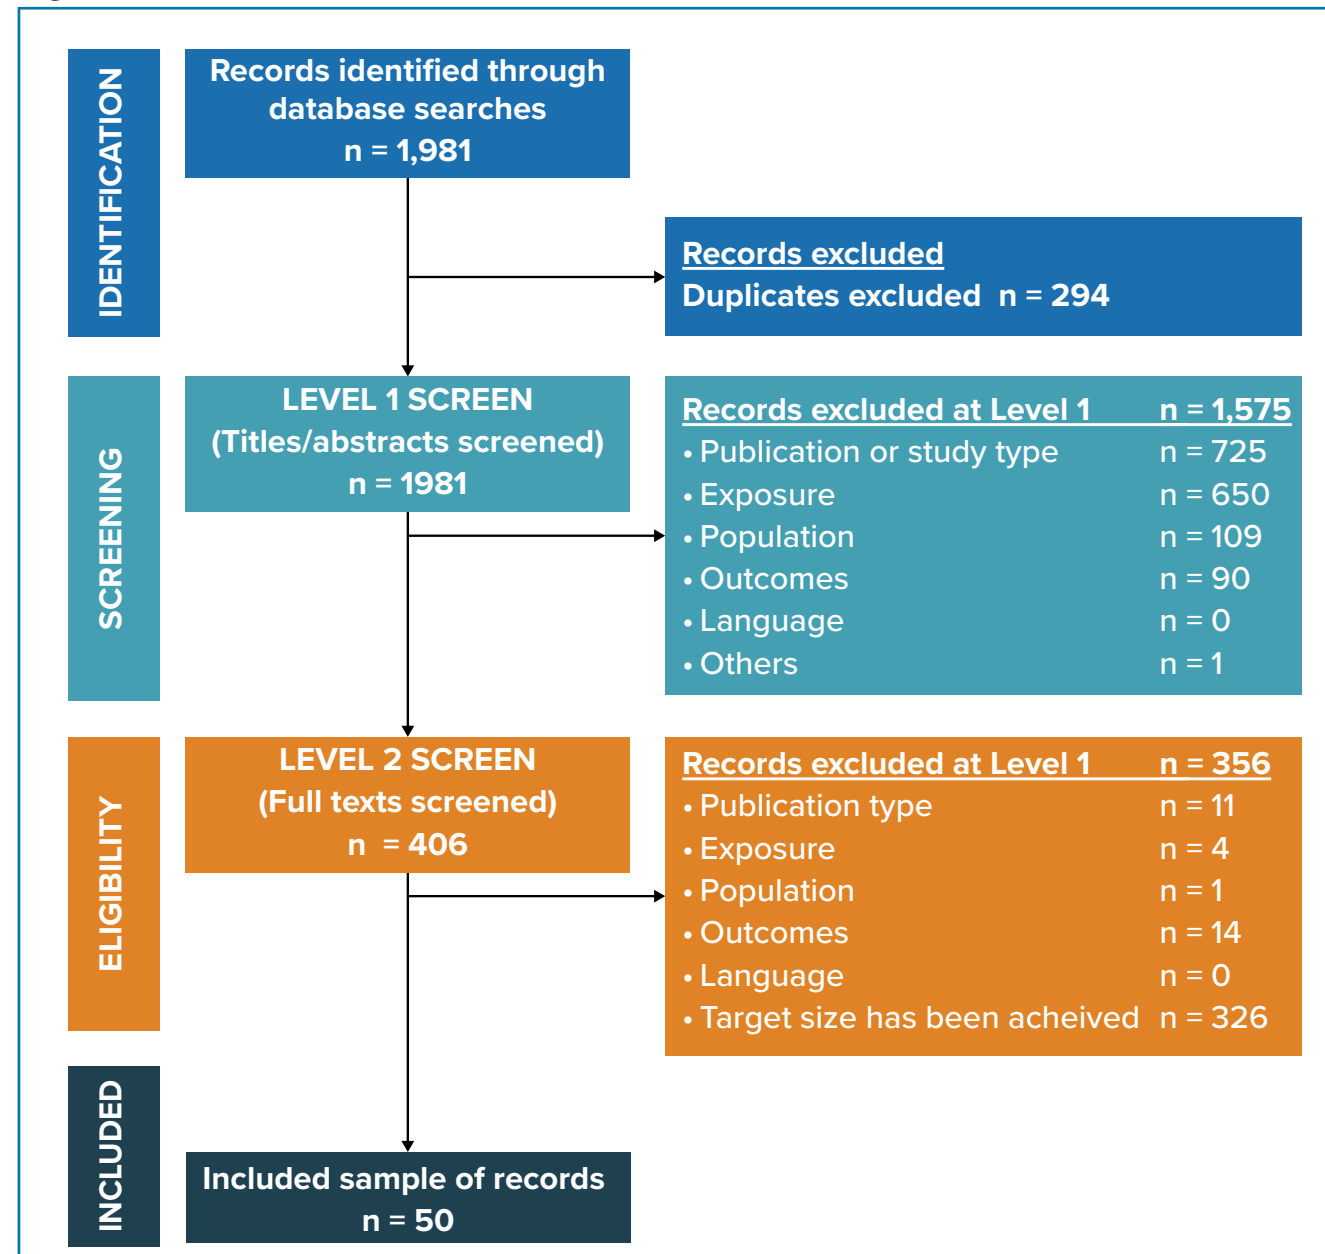 IDENTIFICATION
Records identified through
database searches
n = 1,981
Records excluded
Duplicates excluded n = 294
SCREENING
LEVEL 1 SCREEN
(Titles/abstracts screened)
n = 1981
Records excluded at Level 1 n = 1,575
• Publication or study type n = 725
• Exposure n = 650
• Population n = 109
• Outcomes n = 90
• Language n = 0
• Others n = 1
ELIGIBILITY
LEVEL 2 SCREEN
(Full texts screened)
n = 406
Records excluded at Level 1 n = 356
• Publication type n = 11
• Exposure n = 4
• Population n = 1
• Outcomes n = 14
• Language n = 0
• Target size has been acheived n = 326
INCLUDED
Included sample of records
n = 50